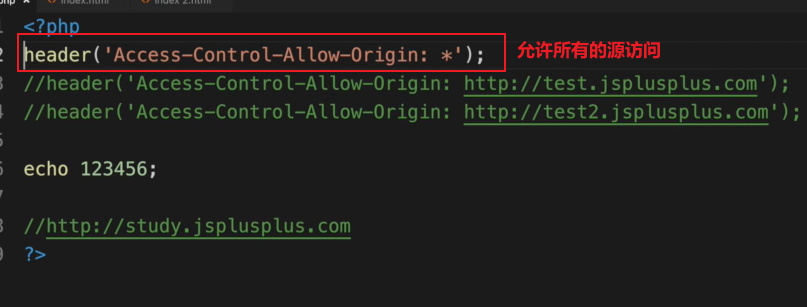 php × index.html index 2.html
1 <?php
2 header('Access-Control-Allow-Origin: *'); 允许所有的源访问
3 //header('Access-Control-Allow-Origin: http://test.jsplusplus.com');
4 //header('Access-Control-Allow-Origin: http://test2.jsplusplus.com');
5
6 echo 123456;
7
8 //http://study.jsplusplus.com
9 ?>